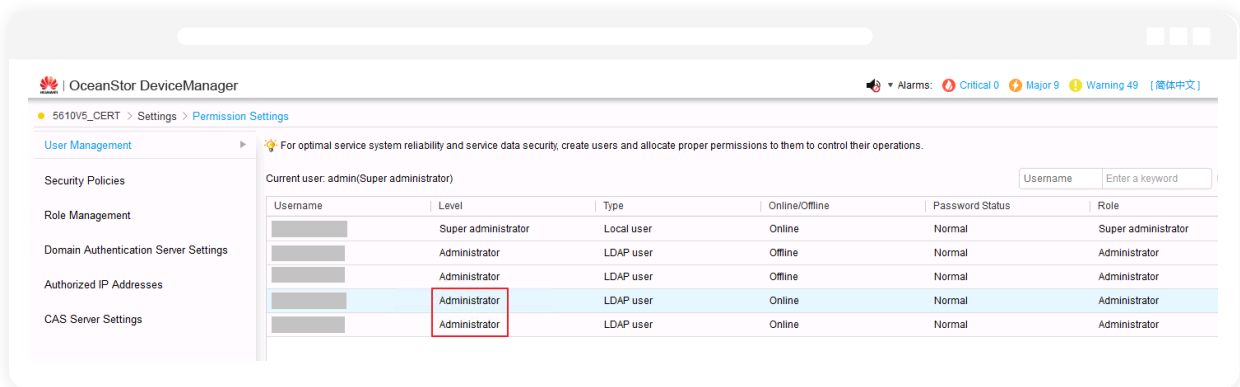 HUAWEI | OceanStor DeviceManager
Alarms: Critical 0 Major 9 Warning 49 [简体中文]
5610V5_CERT > Settings > Permission Settings
User Management
For optimal service system reliability and service data security, create users and allocate proper permissions to them to control their operations.
Security Policies
Current user: admin(Super administrator)
Username Enter a keyword
Role Management
Domain Authentication Server Settings
Authorized IP Addresses
CAS Server Settings
Username Level Type Online/Offline Password Status Role
Super administrator Local user Online Normal Super administrator
Administrator LDAP user Offline Normal Administrator
Administrator LDAP user Offline Normal Administrator
Administrator LDAP user Online Normal Administrator
Administrator LDAP user Online Normal Administrator